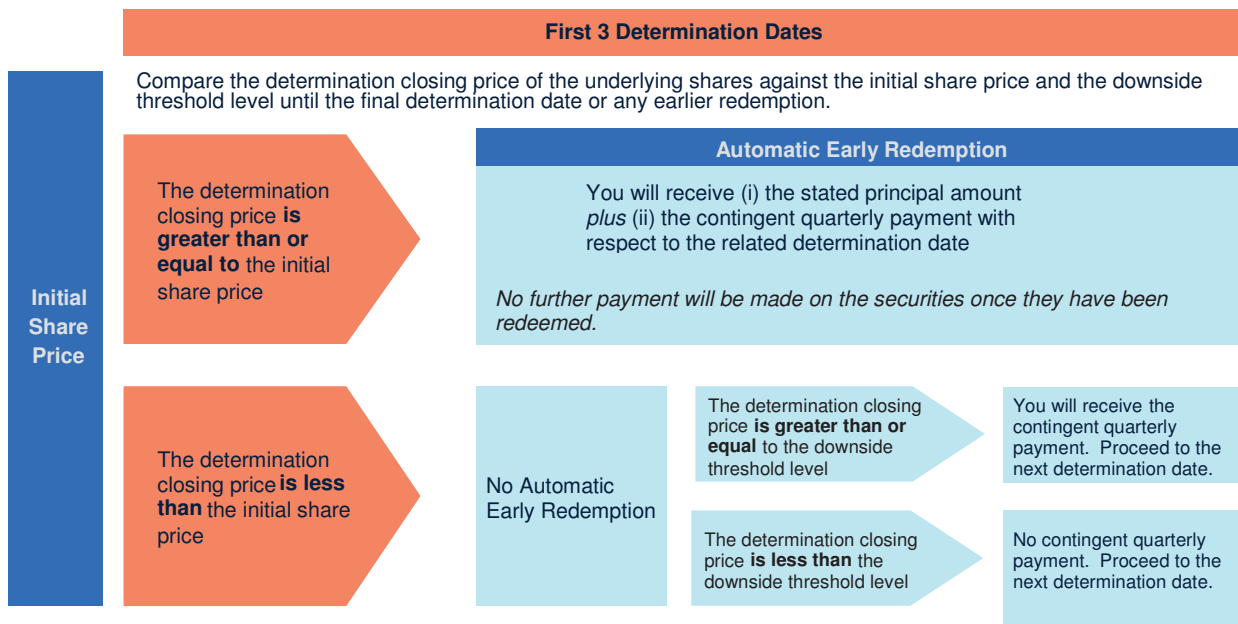 First 3 Determination Dates
Compare the determination closing price of the underlying shares against the initial share price and the downside
threshold level until the final determination date or any earlier redemption.
Initial
Share
Price
The determination
closing price is
greater than or
equal to the initial
share price
Automatic Early Redemption
You will receive (i) the stated principal amount
plus (ii) the contingent quarterly payment with
respect to the related determination date
No further payment will be made on the securities once they have been
redeemed.
The determination
closing price is less
than the initial share
price
No Automatic
Early Redemption
The determination closing
price is greater than or
equal to the downside
threshold level
You will receive the
contingent quarterly
payment. Proceed to the
next determination date.
The determination closing
price is less than the
downside threshold level
No contingent quarterly
payment. Proceed to the
next determination date.